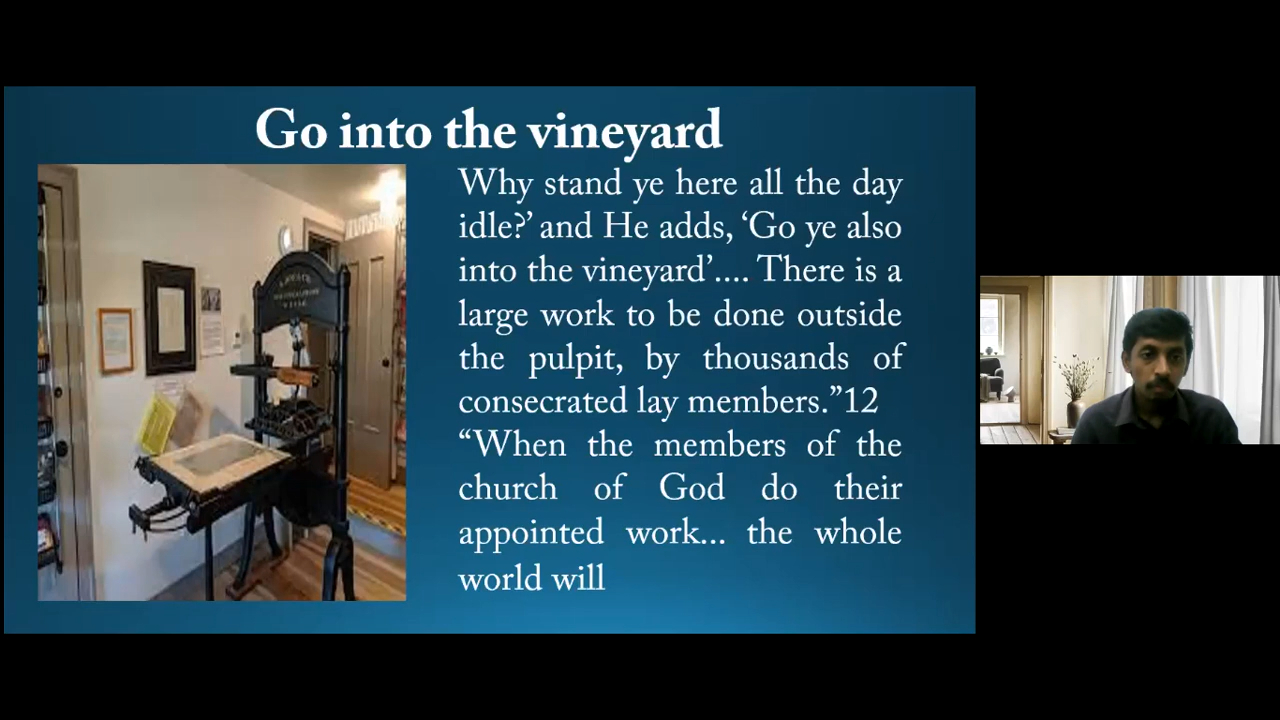 Go into the vineyard
Why stand ye here all the day
idle?’ and He adds, ‘Go ye also
into the vineyard’.... There is a
large work to be done outside
the pulpit, by thousands of
consecrated lay members.”12
“When the members of the
church of God do their
appointed work... the whole
world will